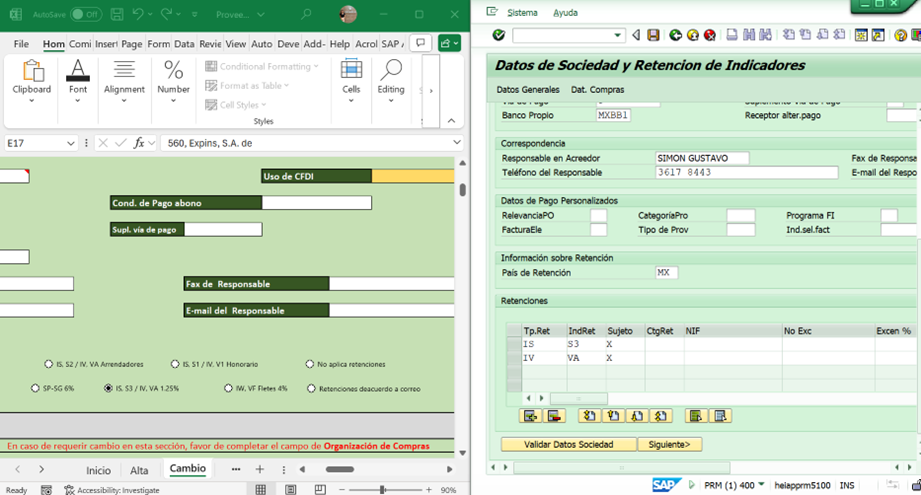 AutoSave Off Provee...
File Hom Comi Insert Page Form Data Revie View Auto Deve Add- Help Acrol SAP
Clipboard Font Alignment Number Conditional Formatting Format as Table Cell Styles Styles Cells Editing
E17 fx 560, Expins, S.A. de
Uso de CFDI
Cond. de Pago abono
Supl. vía de pago
Fax de Responsable
E-mail del Responsable
IS, S2 / IV, VA Arrendadores IS, S1 / IV, V1 Honorario No aplica retenciones
SP-SG 6% IS, S3 / IV, VA 1.25% IW, VF Fletes 4% Retenciones deacuerdo a correo
En caso de requerir cambio en esta sección, favor de completar el campo de Organización de Compras
Inicio Alta Cambio ...
Ready Accessibility: Investigate 90%
Sistema Ayuda
Datos de Sociedad y Retencion de Indicadores
Datos Generales Dat. Compras
Banco Propio MXBB1 Receptor alter.pago
Correspondencia
Responsable en Acreedor SIMON GUSTAVO Fax de Responsa
Teléfono del Responsable 3617 8443 E-mail del Respo
Datos de Pago Personalizados
RelevanciaPO CategoríaPro Programa FI
FacturaEle Tipo de Prov Ind.sel.fact
Información sobre Retención
País de Retención MX
Retenciones
Tp.Ret IndRet Sujeto CtgRet NIF No Exc Excen %
IS S3 X
IV VA X
Validar Datos Sociedad Siguiente>
SAP PRM (1) 400 heiapprm5100 INS